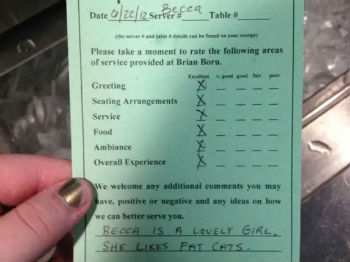 Date 6/22/12 Server # Becca Table #
(the server # and table # details can be found on your receipt)
Please take a moment to rate the following areas
of service provided at Brian Boru.
Excellent v. good good fair poor
Greeting X
Seating Arrangements X
Service X
Food X
Ambiance X
Overall Experience X
We welcome any additional comments you may
have, positive or negative and any ideas on how
we can better serve you.
BECCA IS A LOVELY GIRL.
SHE LIKES FAT CATS.